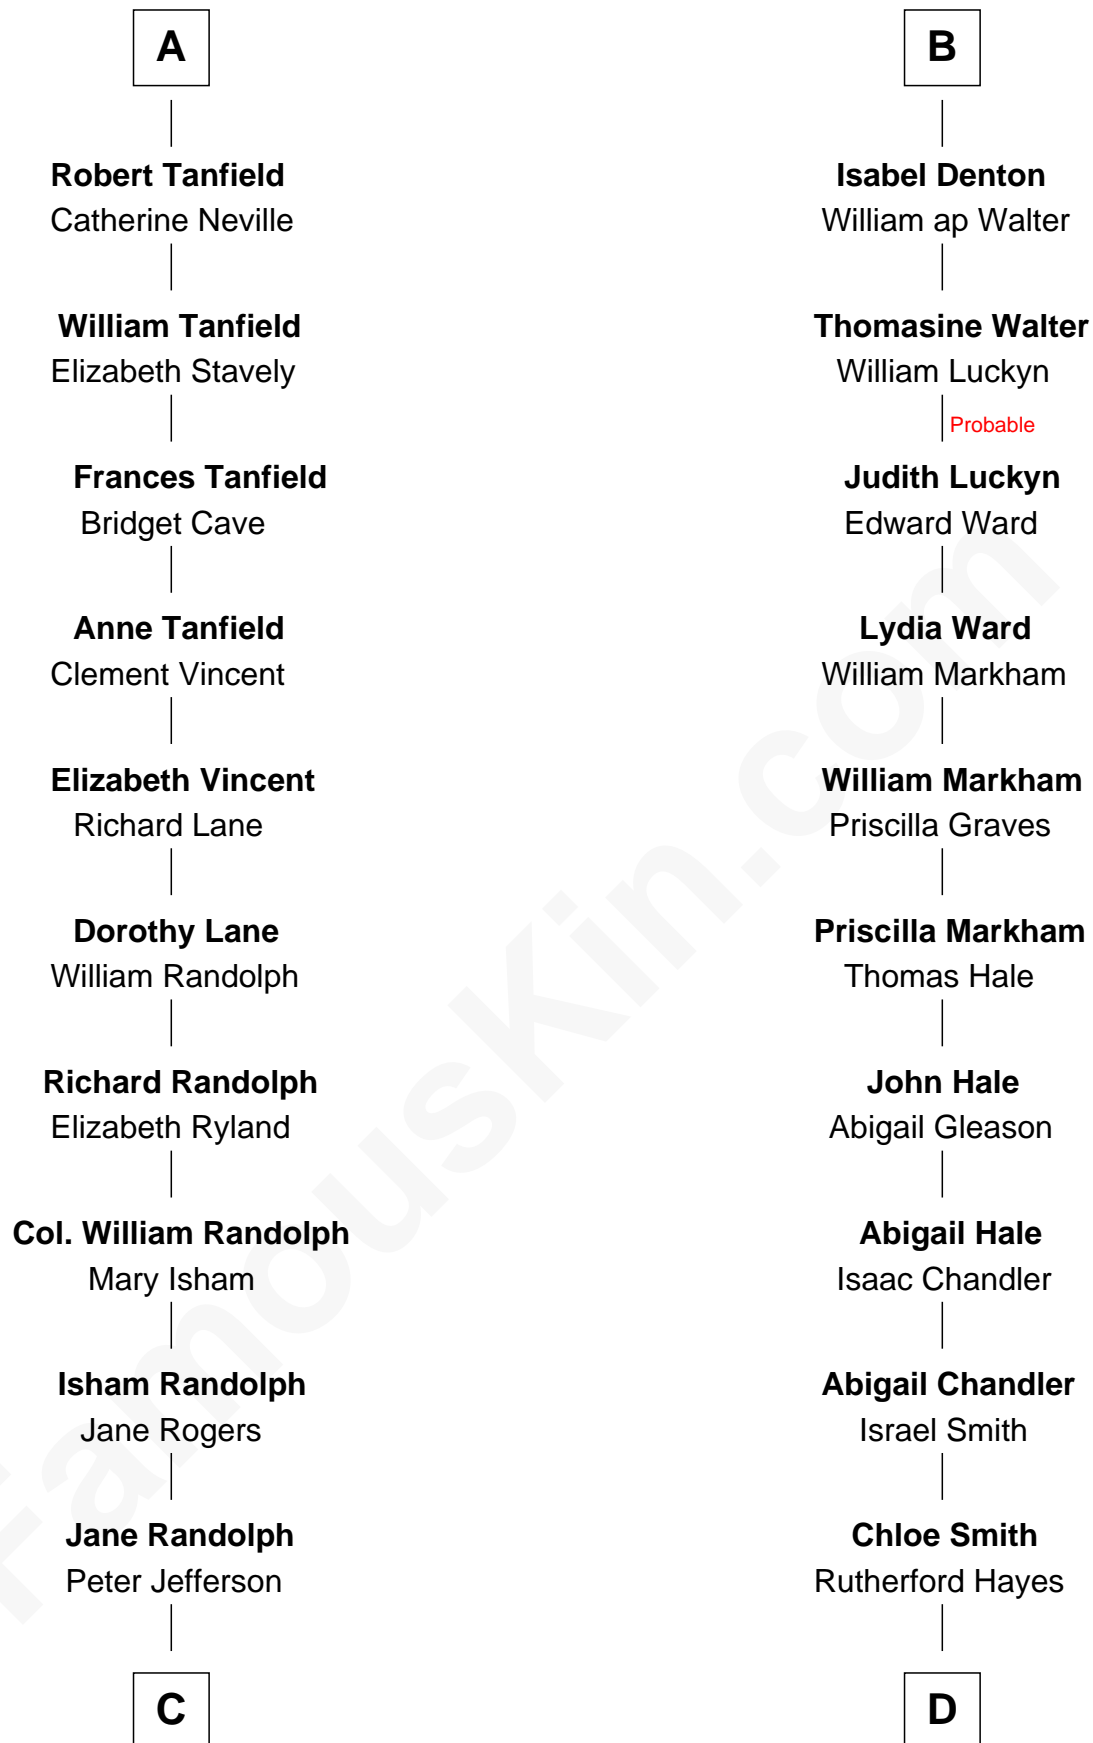 A
Robert Tanfield
Catherine Neville
William Tanfield
Elizabeth Stavely
Frances Tanfield
Bridget Cave
Anne Tanfield
Clement Vincent
Elizabeth Vincent
Richard Lane
Dorothy Lane
William Randolph
Richard Randolph
Elizabeth Ryland
Col. William Randolph
Mary Isham
Isham Randolph
Jane Rogers
Jane Randolph
Peter Jefferson
C
B
Isabel Denton
William ap Walter
Thomasine Walter
William Luckyn
Probable
Judith Luckyn
Edward Ward
Lydia Ward
William Markham
William Markham
Priscilla Graves
Priscilla Markham
Thomas Hale
John Hale
Abigail Gleason
Abigail Hale
Isaac Chandler
Abigail Chandler
Israel Smith
Chloe Smith
Rutherford Hayes
D
FamousKin.com